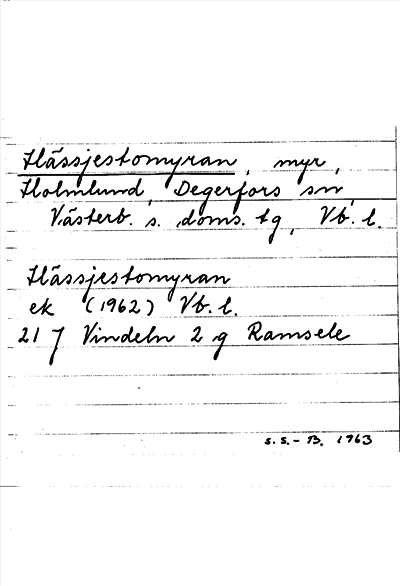 Hässjestomyran, myr,
Holmlund, Degerfors sn,
Västerb. s. doms. tg, Vb. l.
Hässjestomyran
ek (1962) Vb. l.
21 J Vindeln 2 g Ramsele
S.S.-B. 1963